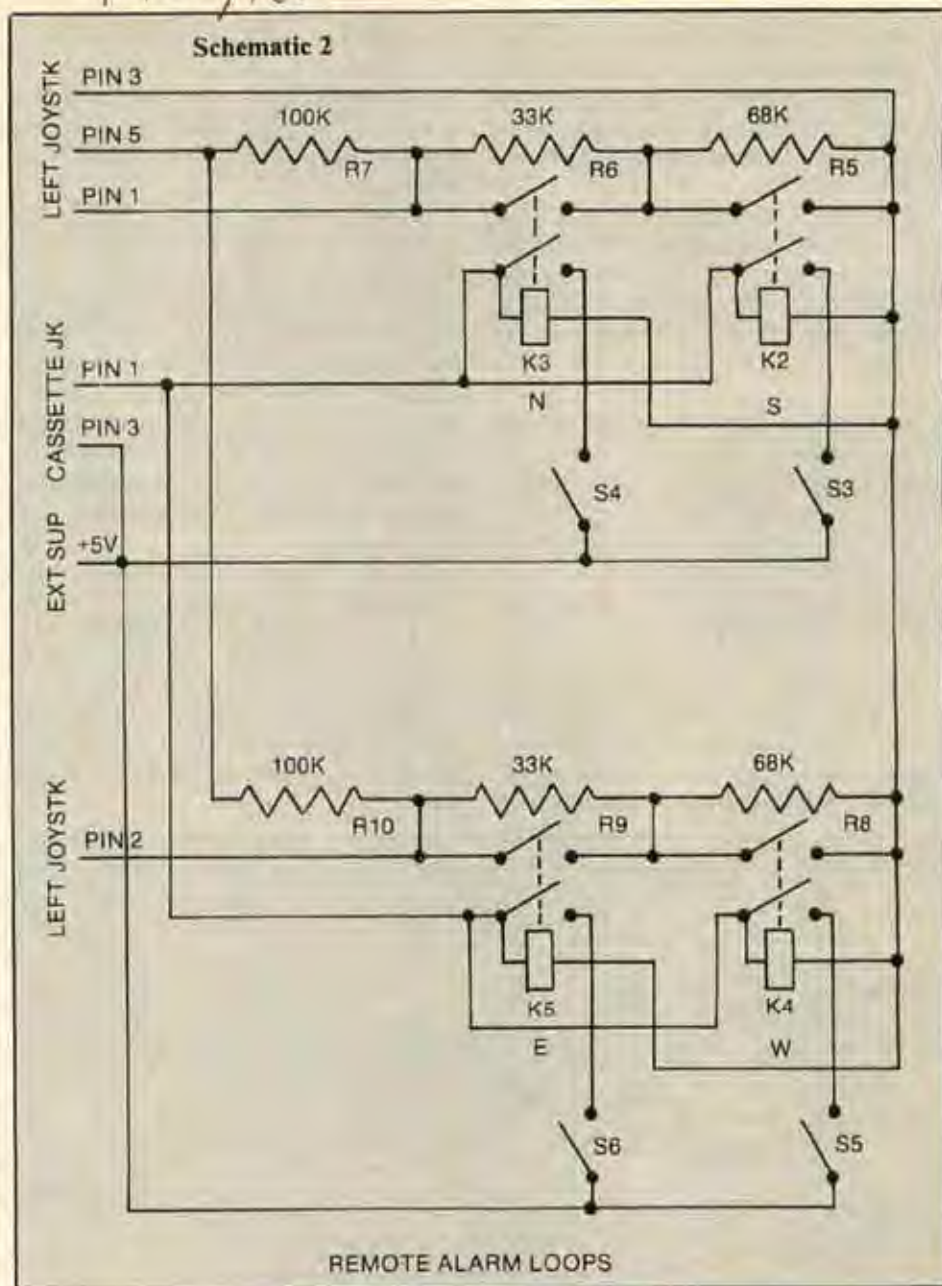 Schematic 2
LEFT JOYSTK
PIN 3
PIN 5
PIN 1
100K
R7
33K
R6
68K
R5
K3
N
K2
S
CASSETTE JK
PIN 1
PIN 3
EXT SUP
+5V
S4
S3
LEFT JOYSTK
PIN 2
100K
R10
33K
R9
68K
R8
K5
E
K4
W
S6
S5
REMOTE ALARM LOOPS